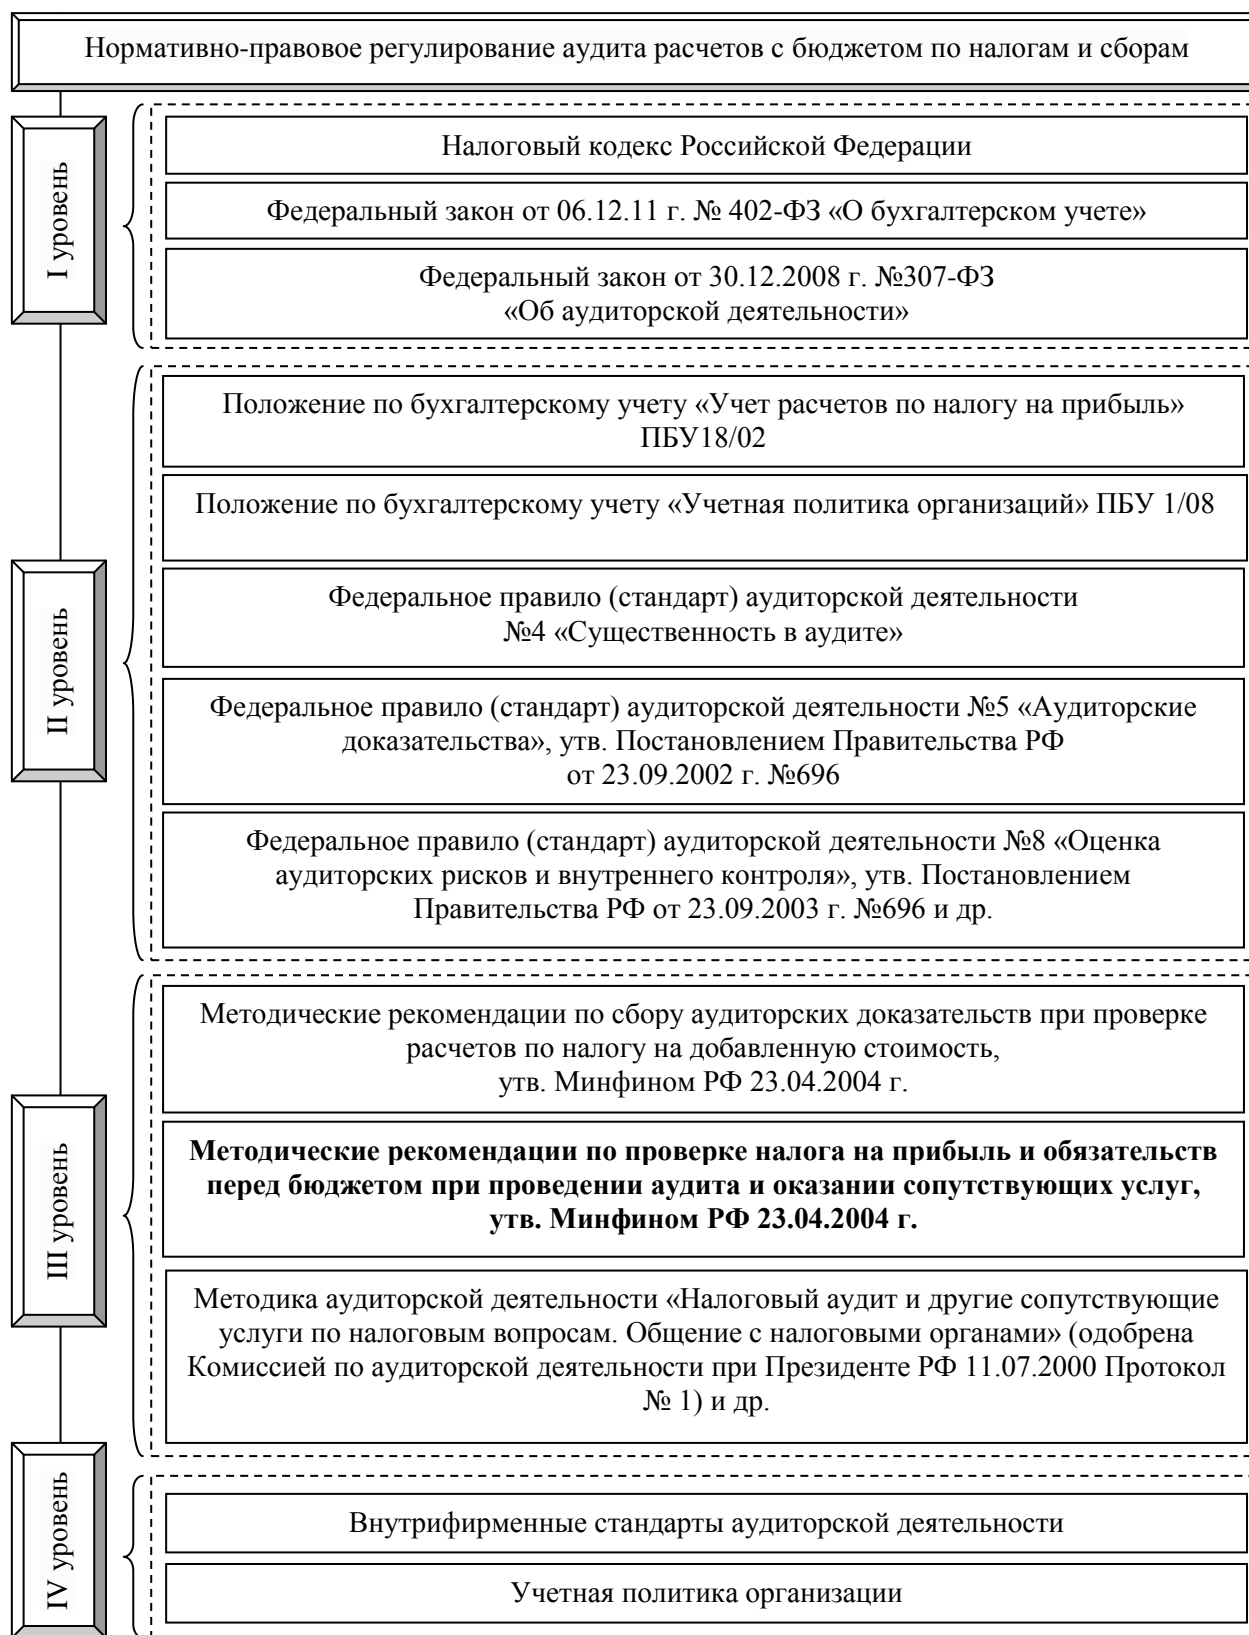 Нормативно-правовое регулирование аудита расчетов с бюджетом по налогам и сборам
I уровень
Налоговый кодекс Российской Федерации
Федеральный закон от 06.12.11 г. № 402-ФЗ «О бухгалтерском учете»
Федеральный закон от 30.12.2008 г. №307-ФЗ
«Об аудиторской деятельности»
II уровень
Положение по бухгалтерскому учету «Учет расчетов по налогу на прибыль»
ПБУ18/02
Положение по бухгалтерскому учету «Учетная политика организаций» ПБУ 1/08
Федеральное правило (стандарт) аудиторской деятельности
№4 «Существенность в аудите»
Федеральное правило (стандарт) аудиторской деятельности №5 «Аудиторские
доказательства», утв. Постановлением Правительства РФ
от 23.09.2002 г. №696
Федеральное правило (стандарт) аудиторской деятельности №8 «Оценка
аудиторских рисков и внутреннего контроля», утв. Постановлением
Правительства РФ от 23.09.2003 г. №696 и др.
III уровень
Методические рекомендации по сбору аудиторских доказательств при проверке
расчетов по налогу на добавленную стоимость,
утв. Минфином РФ 23.04.2004 г.
Методические рекомендации по проверке налога на прибыль и обязательств
перед бюджетом при проведении аудита и оказании сопутствующих услуг,
утв. Минфином РФ 23.04.2004 г.
Методика аудиторской деятельности «Налоговый аудит и другие сопутствующие
услуги по налоговым вопросам. Общение с налоговыми органами» (одобрена
Комиссией по аудиторской деятельности при Президенте РФ 11.07.2000 Протокол
№ 1) и др.
IV уровень
Внутрифирменные стандарты аудиторской деятельности
Учетная политика организации